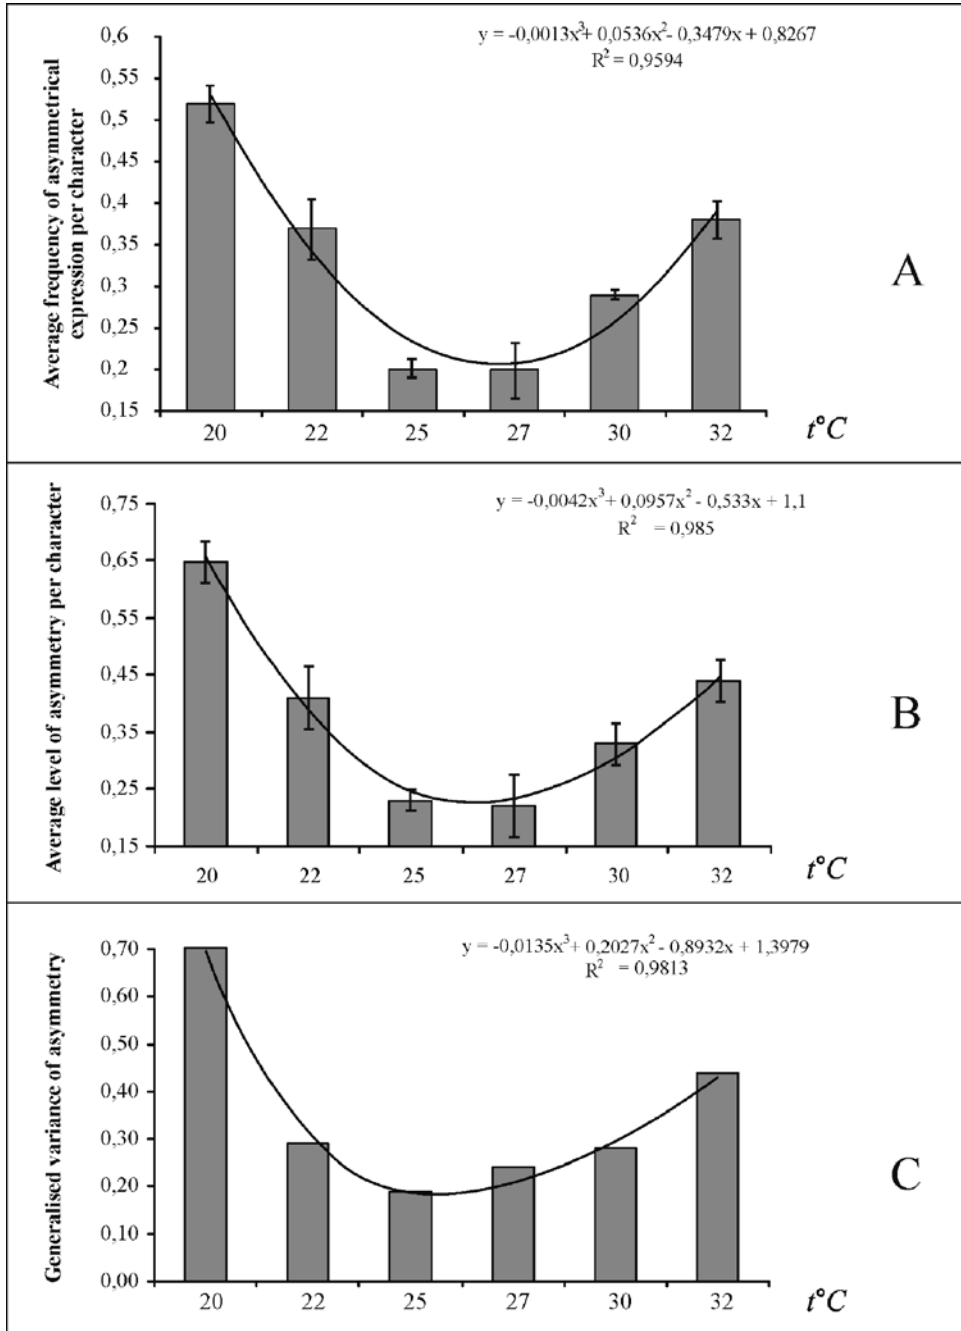 y = -0,0013x³+ 0,0536x²- 0,3479x + 0,8267
R² = 0,9594
Average frequency of asymmetrical
expression per character
0,6
0,55
0,5
0,45
0,4
0,35
0,3
0,25
0,2
0,15
20 22 25 27 30 32 t°C
A
y = -0,0042x³ + 0,0957x² - 0,533x + 1,1
R² = 0,985
Average level of asymmetry per character
0,75
0,65
0,55
0,45
0,35
0,25
0,15
20 22 25 27 30 32 t°C
B
y = -0,0135x³+ 0,2027x² - 0,8932x + 1,3979
R² = 0,9813
Generalised variance of asymmetry
0,70
0,60
0,50
0,40
0,30
0,20
0,10
0,00
20 22 25 27 30 32 t°C
C